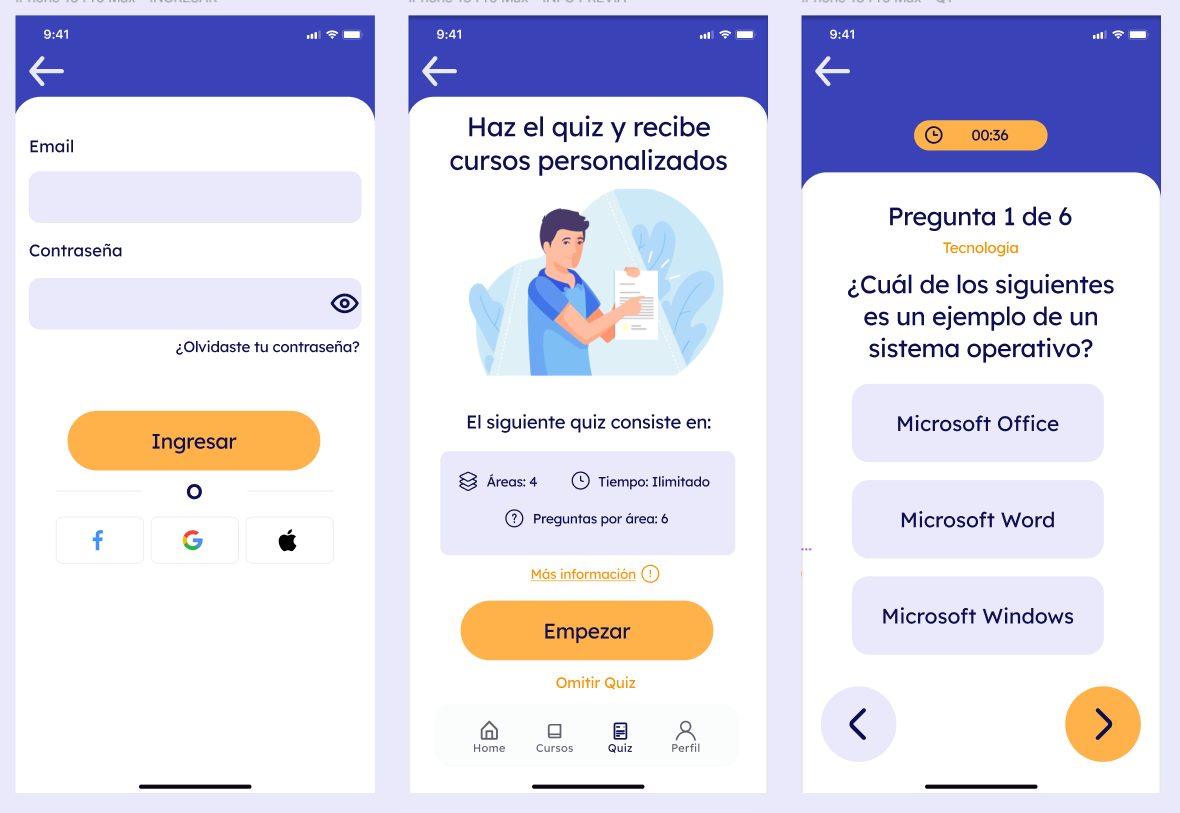 9:41
Email
Contraseña
¿Olvidaste tu contraseña?
Ingresar
O
9:41
Haz el quiz y recibe
cursos personalizados
El siguiente quiz consiste en:
Áreas: 4
Tiempo: Ilimitado
Preguntas por área: 6
Más información
Empezar
Omitir Quiz
Home
Cursos
Quiz
Perfil
9:41
00:36
Pregunta 1 de 6
Tecnología
¿Cuál de los siguientes
es un ejemplo de un
sistema operativo?
Microsoft Office
Microsoft Word
Microsoft Windows